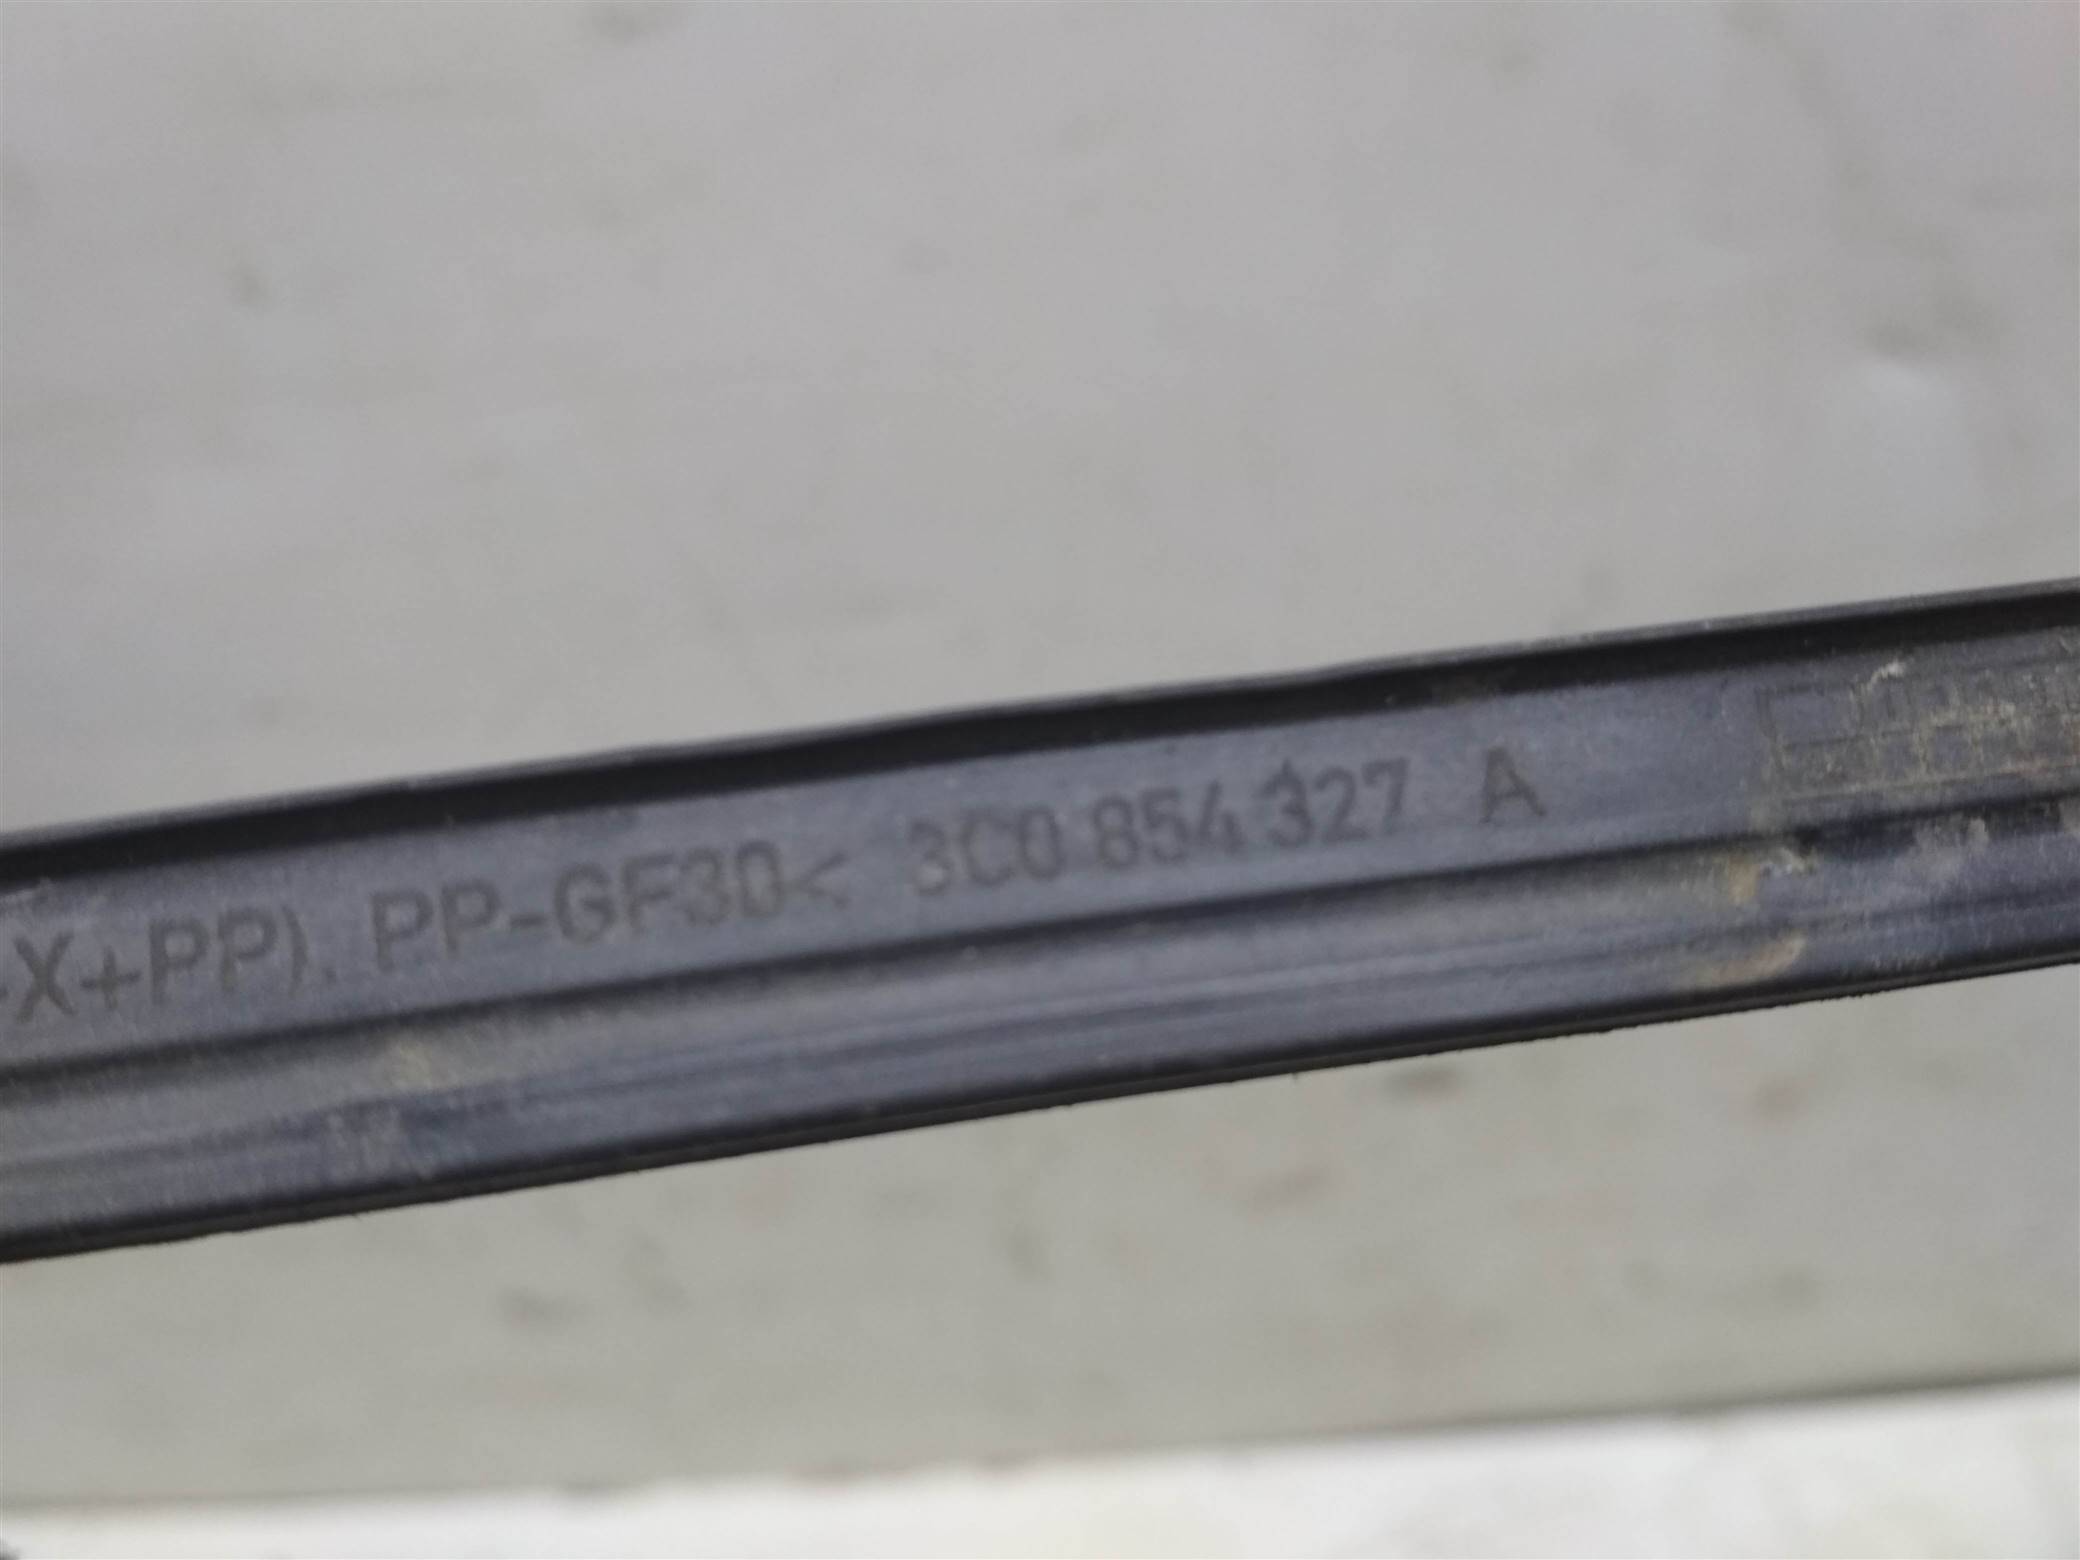 X+PP). PP-GF30< 3C0 854 327 A